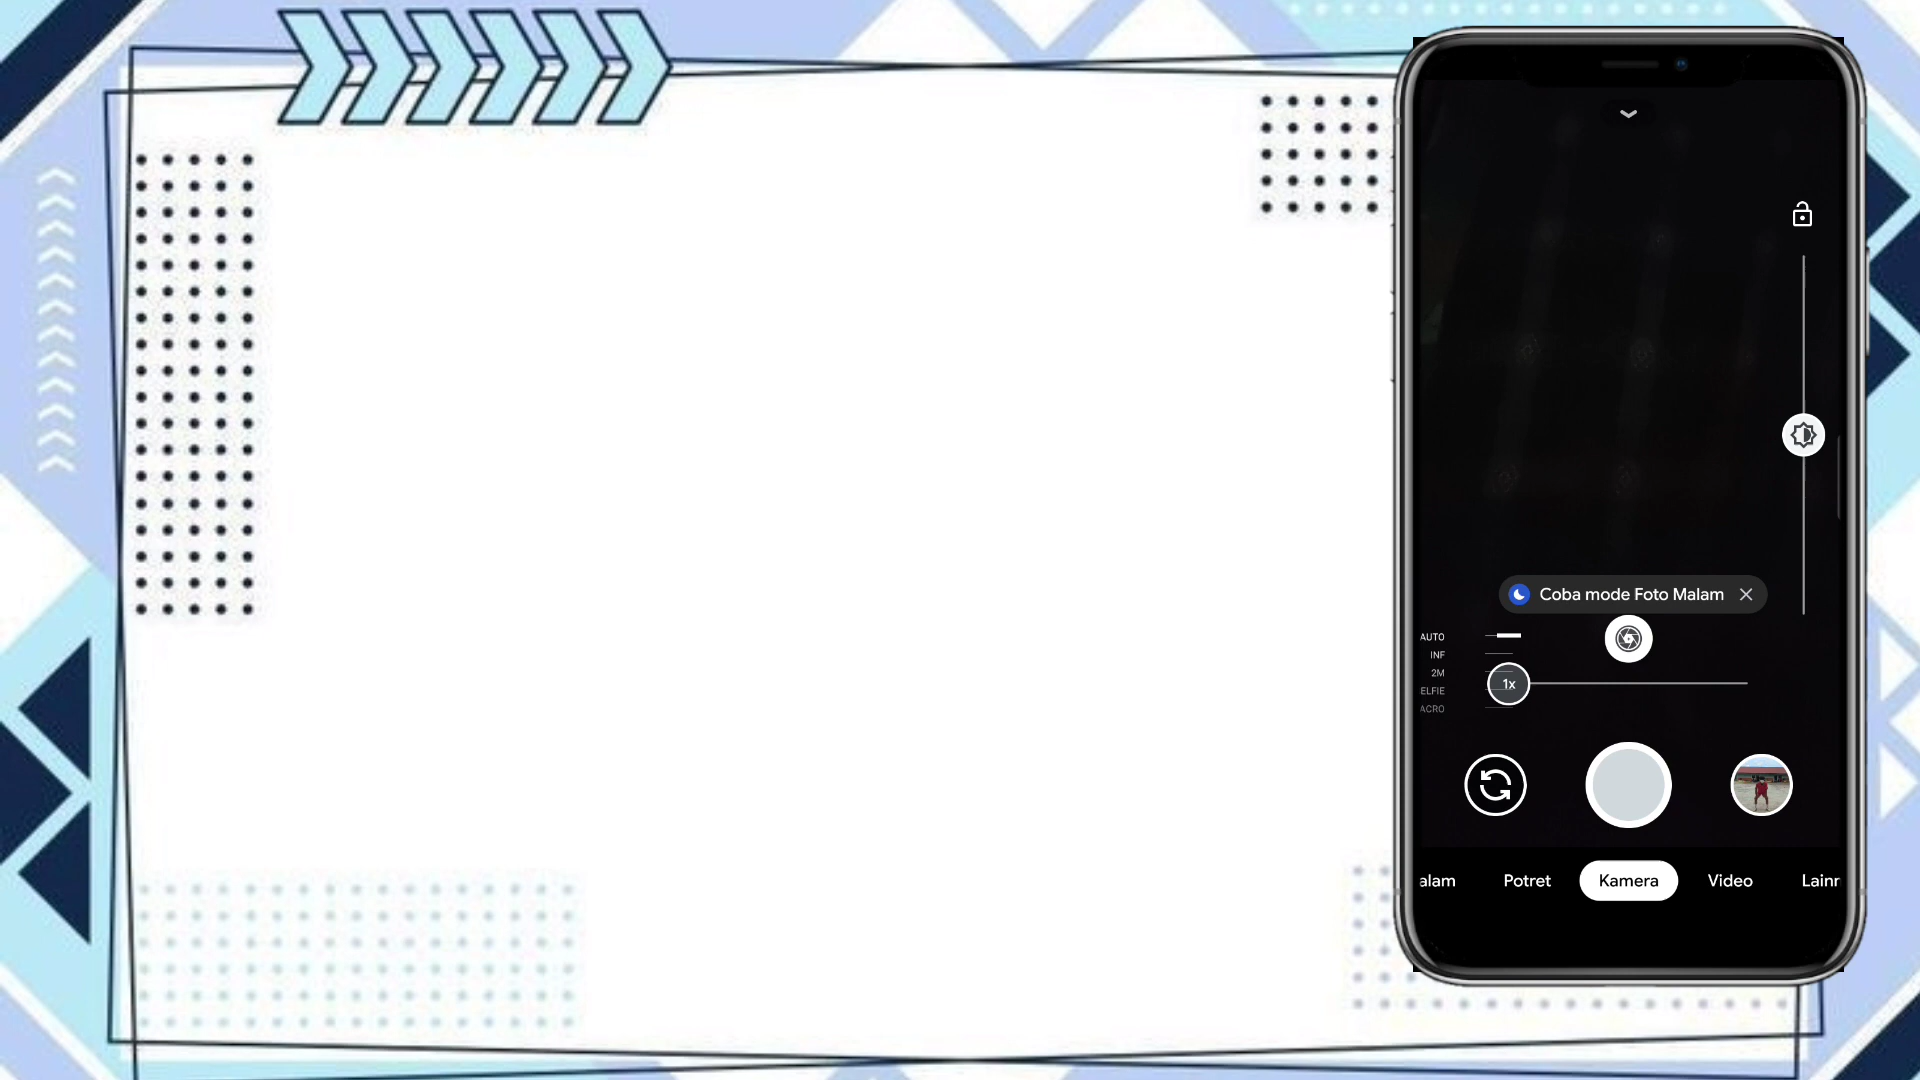 Coba mode Foto Malam
AUTO
INF
2M
ELFIE
ACRO
1x
alam Potret Kamera Video Lainr